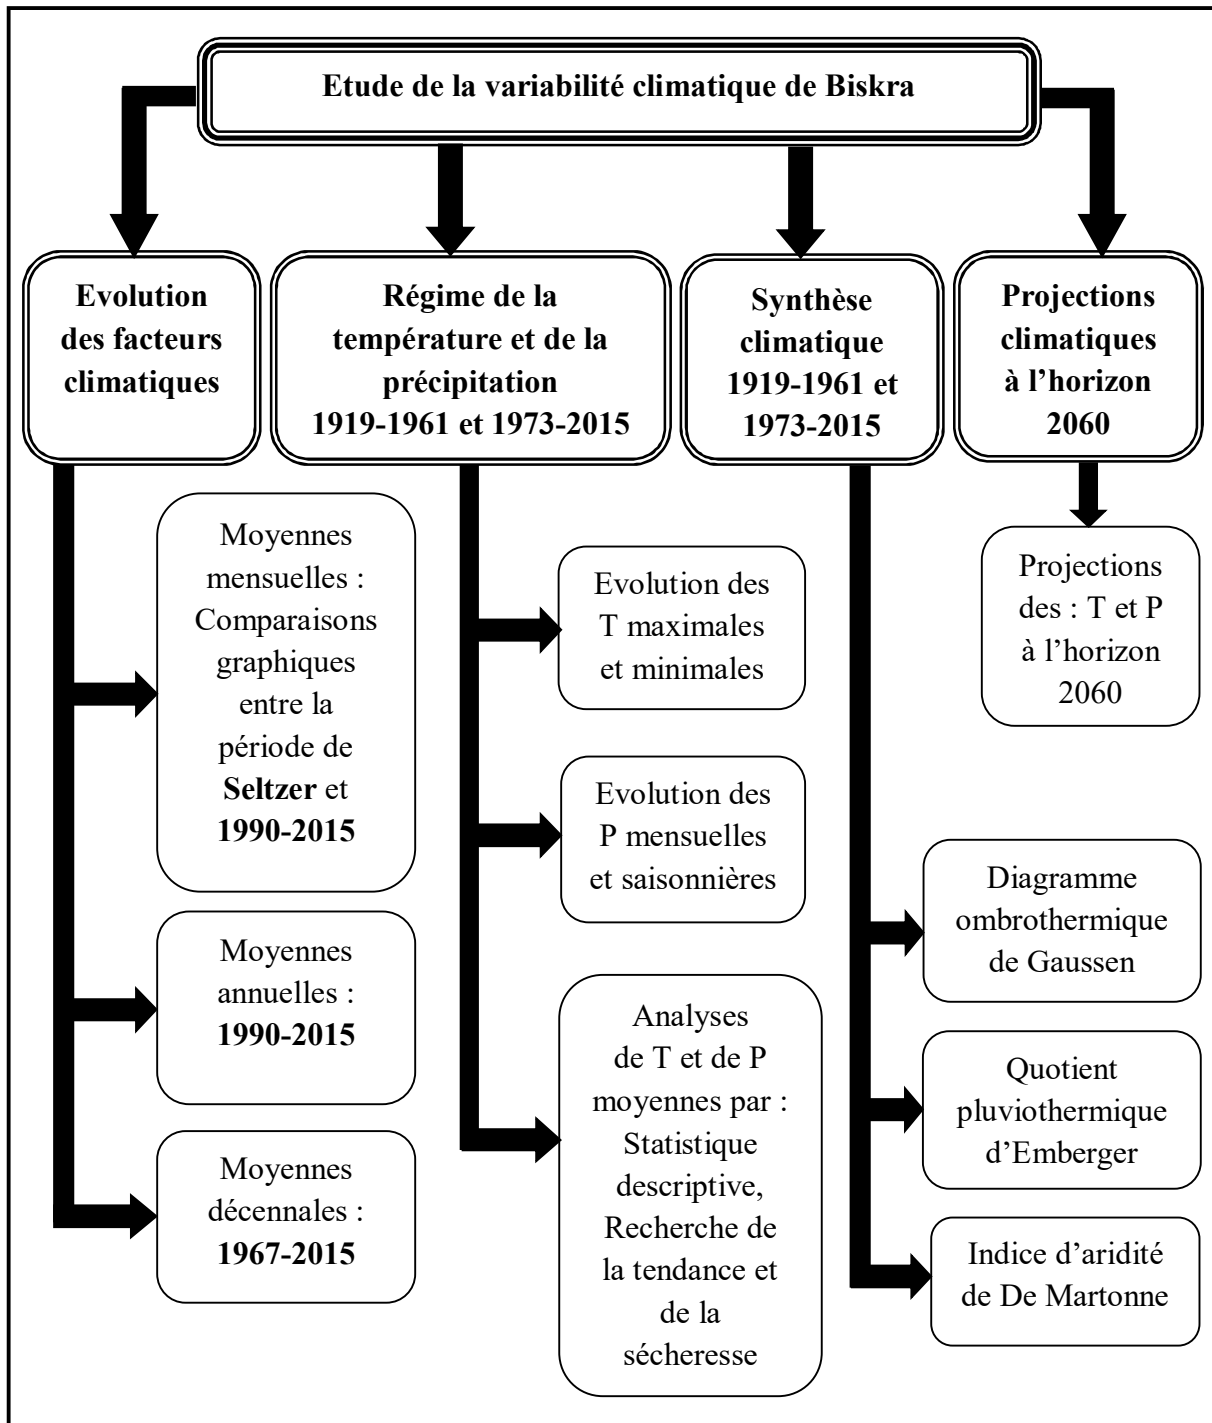 Etude de la variabilité climatique de Biskra
Evolution
des facteurs
climatiques
Régime de la
température et de la
précipitation
1919-1961 et 1973-2015
Synthèse
climatique
1919-1961 et
1973-2015
Projections
climatiques
à l’horizon
2060
Moyennes
mensuelles :
Comparaisons
graphiques
entre la
période de
Seltzer et
1990-2015
Moyennes
annuelles :
1990-2015
Moyennes
décennales :
1967-2015
Evolution des
T maximales
et minimales
Evolution des
P mensuelles
et saisonnières
Analyses
de T et de P
moyennes par :
Statistique
descriptive,
Recherche de
la tendance et
de la
sécheresse
Diagramme
ombrothermique
de Gaussen
Quotient
pluviothermique
d’Emberger
Indice d’aridité
de De Martonne
Projections
des : T et P
à l’horizon
2060